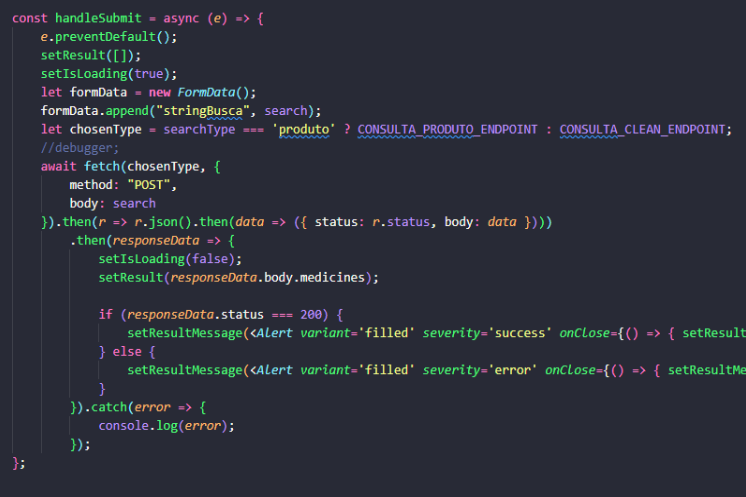 const handleSubmit = async (e) => {
e.preventDefault();
setResult([]);
setIsLoading(true);
let formData = new FormData();
formData.append("stringBusca", search);
let chosenType = searchType === 'produto' ? CONSULTA_PRODUTO_ENDPOINT : CONSULTA_CLEAN_ENDPOINT;
//debugger;
await fetch(chosenType, {
method: "POST",
body: search
}).then(r => r.json().then(data => ({ status: r.status, body: data })))
.then(responseData => {
setIsLoading(false);
setResult(responseData.body.medicines);
if (responseData.status === 200) {
setResultMessage(<Alert variant='filled' severity='success' onClose={() => { setResult
} else {
setResultMessage(<Alert variant='filled' severity='error' onClose={() => { setResultMe
}
}).catch(error => {
console.log(error);
});
};